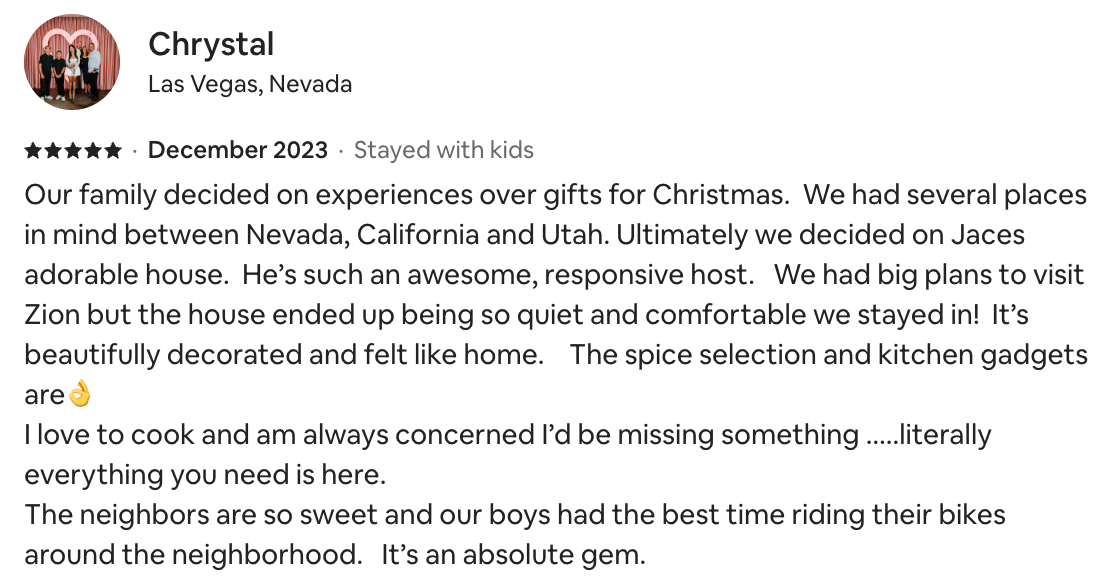 Chrystal
Las Vegas, Nevada
★★★★★ · December 2023 · Stayed with kids
Our family decided on experiences over gifts for Christmas.  We had several places
in mind between Nevada, California and Utah. Ultimately we decided on Jaces
adorable house.  He’s such an awesome, responsive host.   We had big plans to visit
Zion but the house ended up being so quiet and comfortable we stayed in!  It’s
beautifully decorated and felt like home.    The spice selection and kitchen gadgets
are👌
I love to cook and am always concerned I’d be missing something .....literally
everything you need is here.
The neighbors are so sweet and our boys had the best time riding their bikes
around the neighborhood.   It’s an absolute gem.